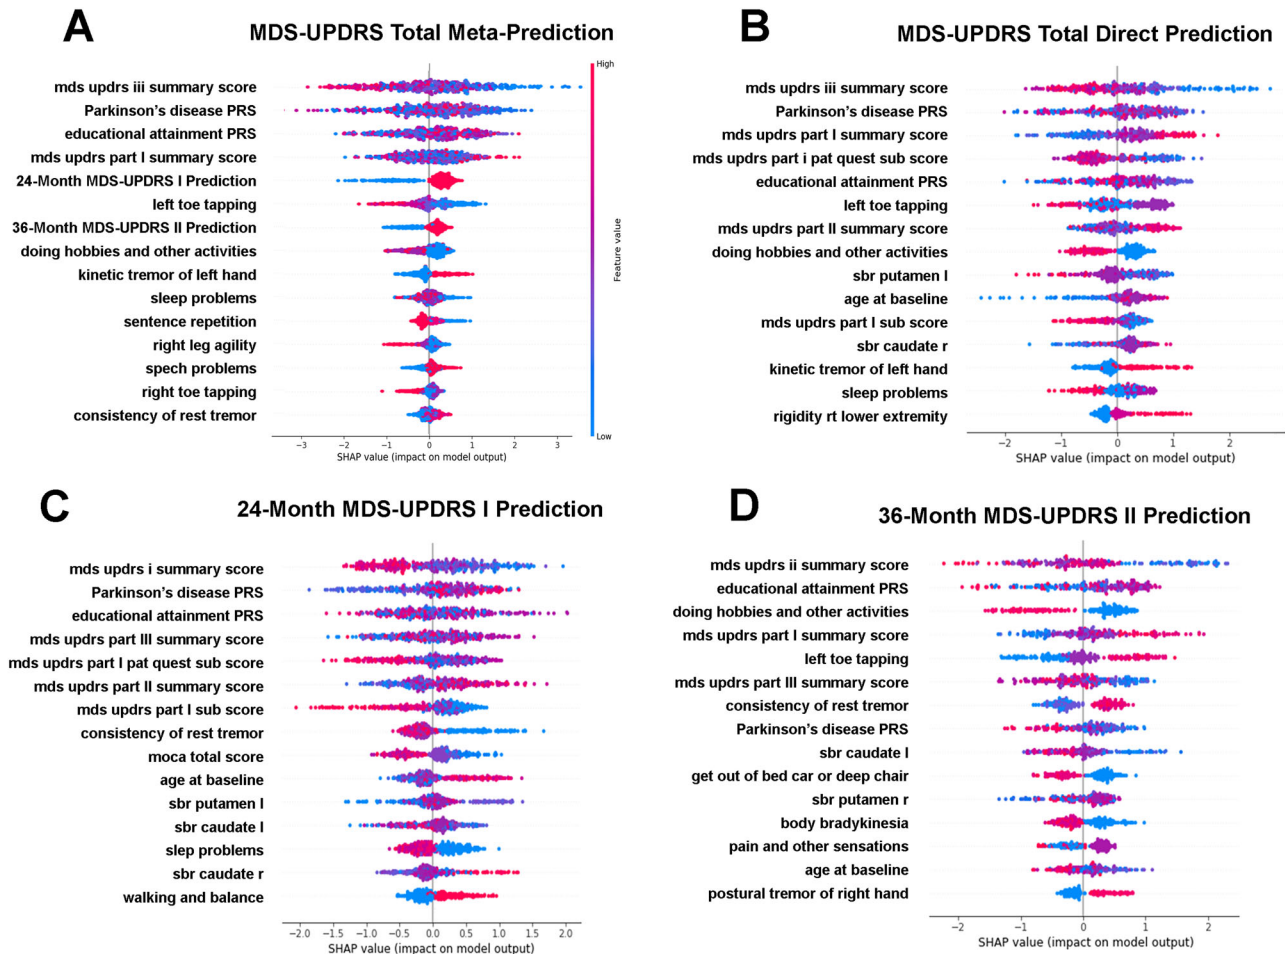 A
MDS-UPDRS Total Meta-Prediction
mds updrs iii summary score
Parkinson's disease PRS
educational attainment PRS
mds updrs part I summary score
24-Month MDS-UPDRS I Prediction
left toe tapping
36-Month MDS-UPDRS II Prediction
doing hobbies and other activities
kinetic tremor of left hand
sleep problems
sentence repetition
right leg agility
spech problems
right toe tapping
consistency of rest tremor
−3 −2 −1 0 1 2 3
SHAP value (impact on model output)
High
Feature value
Low
B
MDS-UPDRS Total Direct Prediction
mds updrs iii summary score
Parkinson's disease PRS
mds updrs part I summary score
mds updrs part i pat quest sub score
educational attainment PRS
left toe tapping
mds updrs part II summary score
doing hobbies and other activities
sbr putamen l
age at baseline
mds updrs part I sub score
sbr caudate r
kinetic tremor of left hand
sleep problems
rigidity rt lower extremity
−2 −1 0 1 2
SHAP value (impact on model output)
C
24-Month MDS-UPDRS I Prediction
mds updrs i summary score
Parkinson's disease PRS
educational attainment PRS
mds updrs part III summary score
mds updrs part I pat quest sub score
mds updrs part II summary score
mds updrs part I sub score
consistency of rest tremor
moca total score
age at baseline
sbr putamen l
sbr caudate l
slep problems
sbr caudate r
walking and balance
−2.0 −1.5 −1.0 −0.5 0.0 0.5 1.0 1.5 2.0
SHAP value (impact on model output)
D
36-Month MDS-UPDRS II Prediction
mds updrs ii summary score
educational attainment PRS
doing hobbies and other activities
mds updrs part I summary score
left toe tapping
mds updrs part III summary score
consistency of rest tremor
Parkinson's disease PRS
sbr caudate l
get out of bed car or deep chair
sbr putamen r
body bradykinesia
pain and other sensations
age at baseline
postural tremor of right hand
−2 −1 0 1 2
SHAP value (impact on model output)